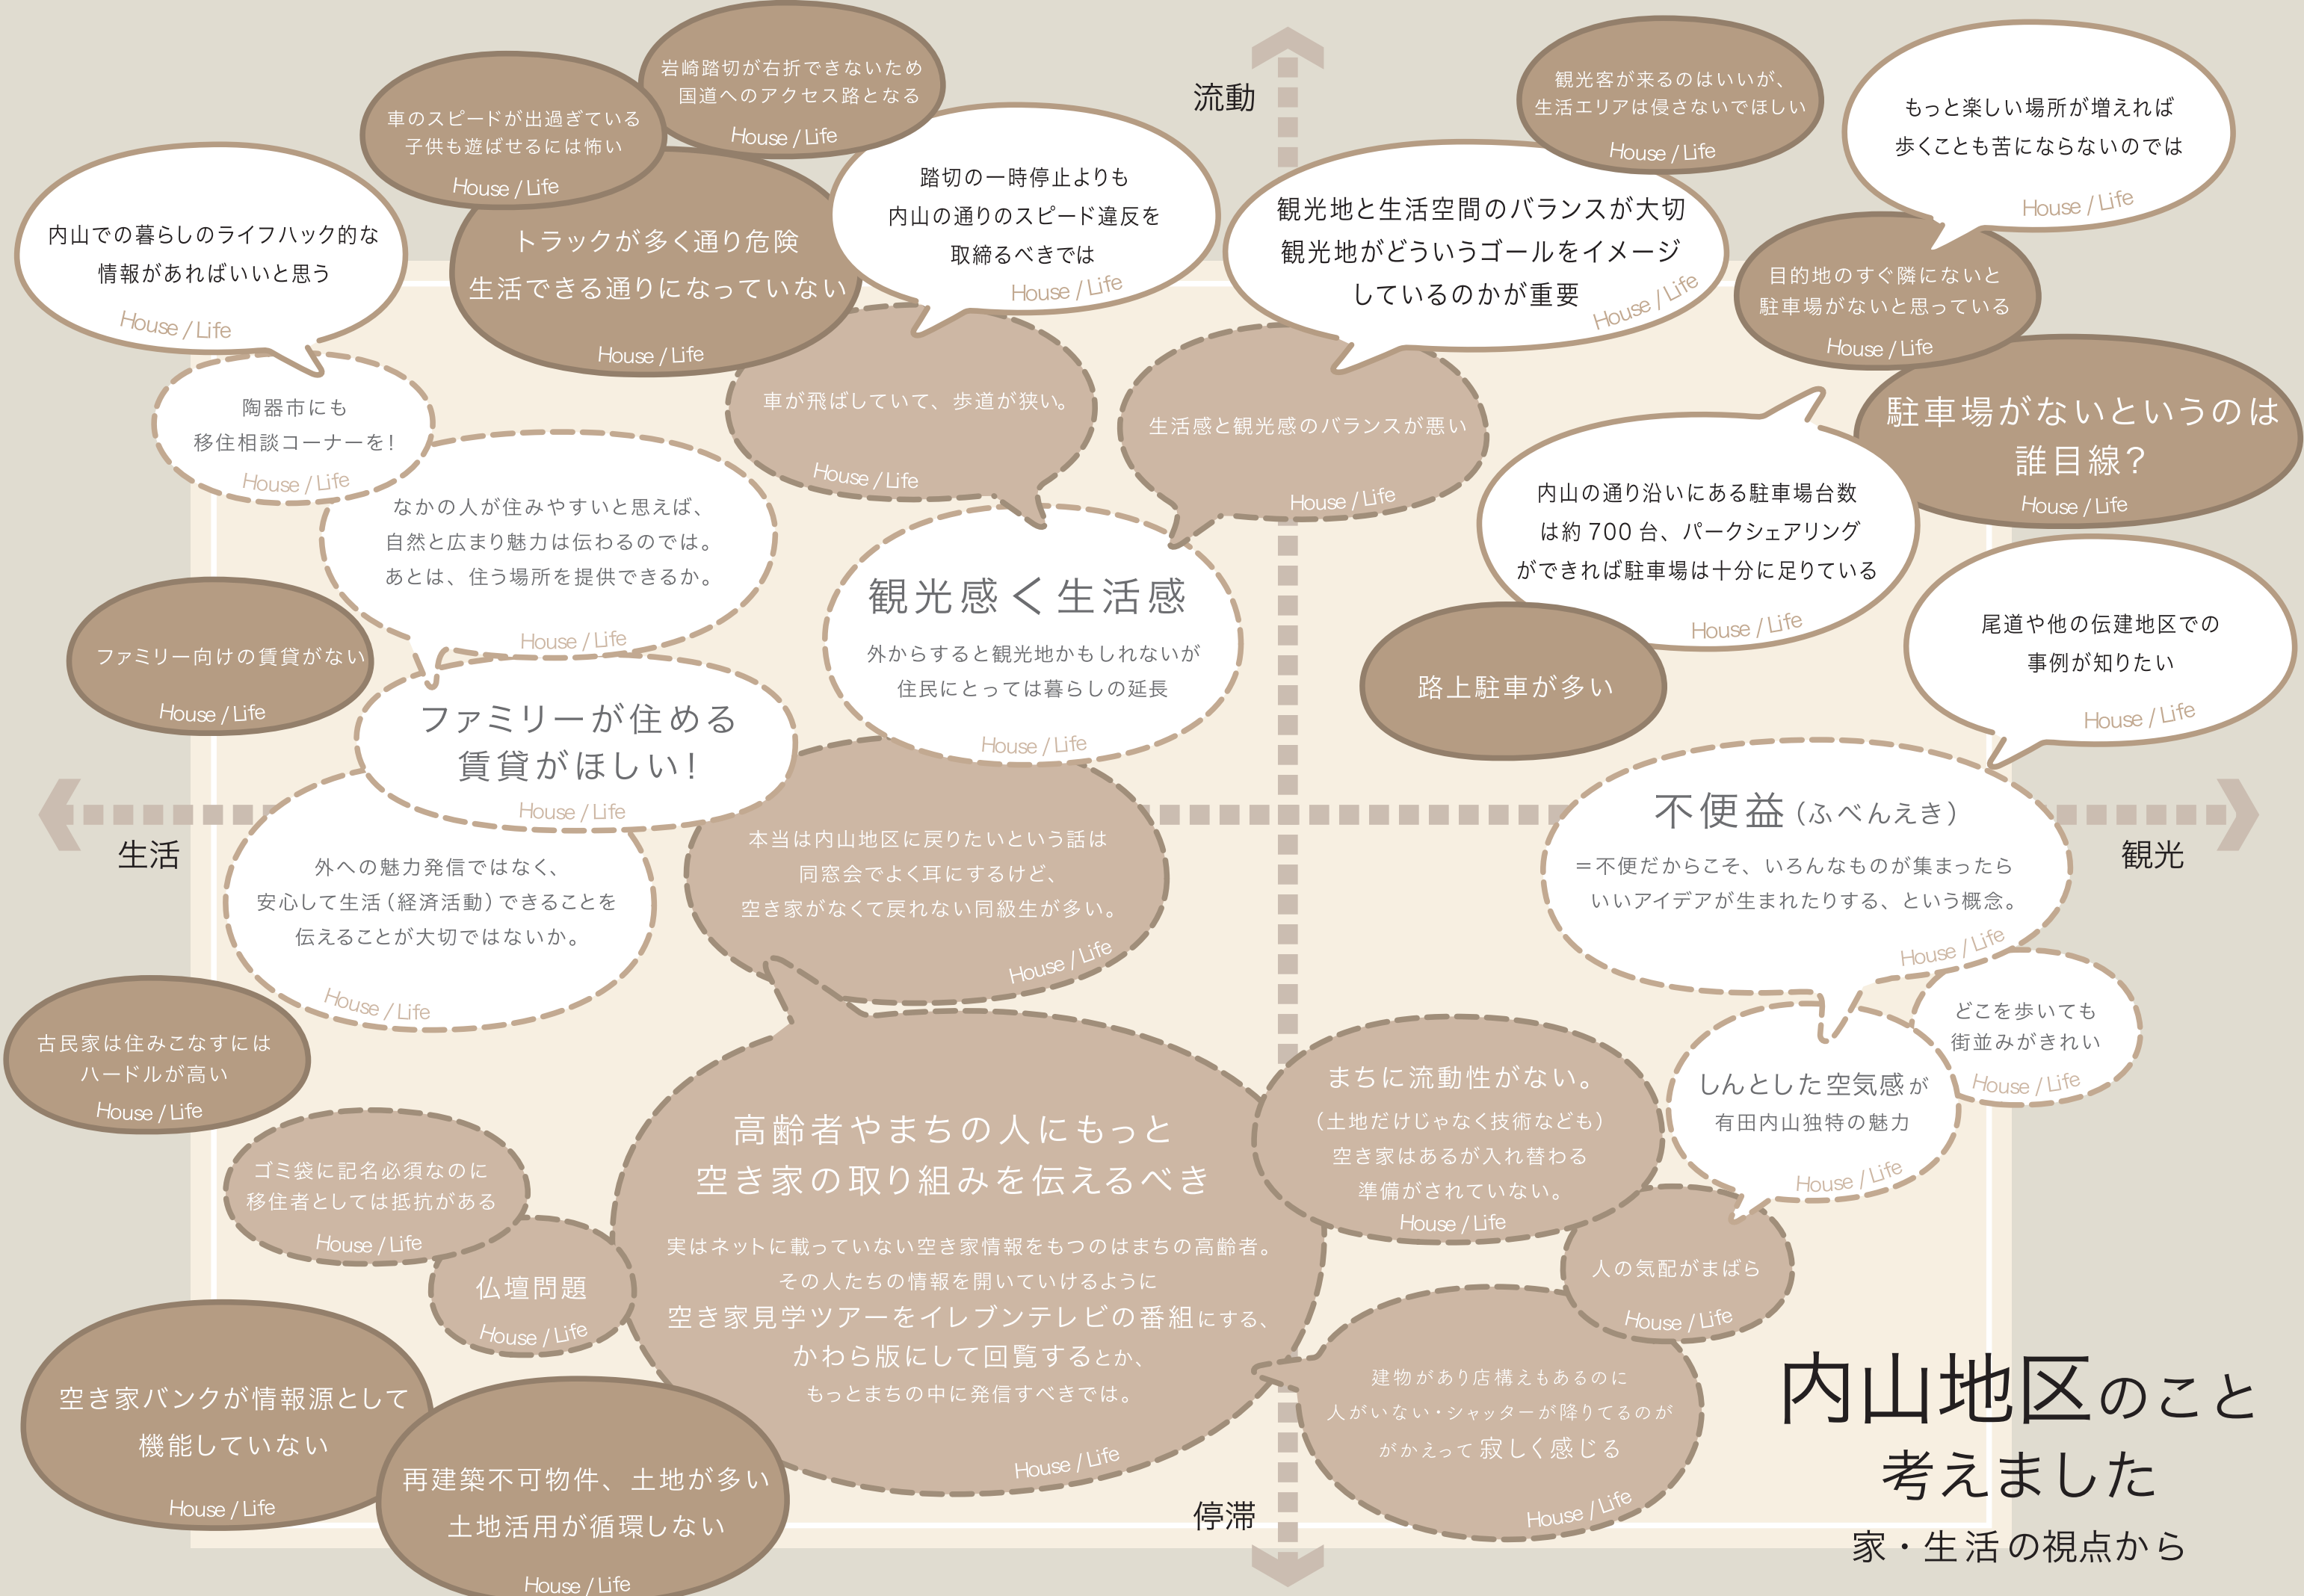 流動
岩崎踏切が右折できないため
国道へのアクセス路となる
House / Life
車のスピードが出過ぎている
子供も遊ばせるには怖い
House / Life
トラックが多く通り危険
生活できる通りになっていない
House / Life
踏切の一時停止よりも
内山の通りのスピード違反を
取締るべきでは
House / Life
観光客が来るのはいいが、
生活エリアは侵さないでほしい
House / Life
観光地と生活空間のバランスが大切
観光地がどういうゴールをイメージ
しているのかが重要
House / Life
もっと楽しい場所が増えれば
歩くことも苦にならないのでは
House / Life
目的地のすぐ隣にないと
駐車場がないと思っている
House / Life
駐車場がないというのは
誰目線？
House / Life
内山での暮らしのライフハック的な
情報があればいいと思う
House / Life
陶器市にも
移住相談コーナーを！
House / Life
車が飛ばしていて、歩道が狭い。
House / Life
生活感と観光感のバランスが悪い
House / Life
なかの人が住みやすいと思えば、
自然と広まり魅力は伝わるのでは。
あとは、住う場所を提供できるか。
House / Life
観光感く生活感
外からすると観光地かもしれないが
住民にとっては暮らしの延長
House / Life
内山の通り沿いにある駐車場台数
は約 700 台、パークシェアリング
ができれば駐車場は十分に足りている
House / Life
路上駐車が多い
尾道や他の伝建地区での
事例が知りたい
House / Life
ファミリー向けの賃貸がない
House / Life
ファミリーが住める
賃貸がほしい！
House / Life
生活
観光
外への魅力発信ではなく、
安心して生活（経済活動）できることを
伝えることが大切ではないか。
House / Life
本当は内山地区に戻りたいという話は
同窓会でよく耳にするけど、
空き家がなくて戻れない同級生が多い。
House / Life
不便益（ふべんえき）
＝不便だからこそ、いろんなものが集まったら
いいアイデアが生まれたりする、という概念。
House / Life
どこを歩いても
街並みがきれい
House / Life
しんとした空気感が
有田内山独特の魅力
House / Life
古民家は住みこなすには
ハードルが高い
House / Life
ゴミ袋に記名必須なのに
移住者としては抵抗がある
House / Life
仏壇問題
House / Life
高齢者やまちの人にもっと
空き家の取り組みを伝えるべき
実はネットに載っていない空き家情報をもつのはまちの高齢者。
その人たちの情報を開いていけるように
空き家見学ツアーをイレブンテレビの番組にする、
かわら版にして回覧するとか、
もっとまちの中に発信すべきでは。
House / Life
まちに流動性がない。
（土地だけじゃなく技術なども）
空き家はあるが入れ替わる
準備がされていない。
House / Life
人の気配がまばら
House / Life
建物があり店構えもあるのに
人がいない・シャッターが降りてるのが
がかえって寂しく感じる
House / Life
空き家バンクが情報源として
機能していない
House / Life
再建築不可物件、土地が多い
土地活用が循環しない
House / Life
停滞
内山地区のこと
考えました
家・生活の視点から